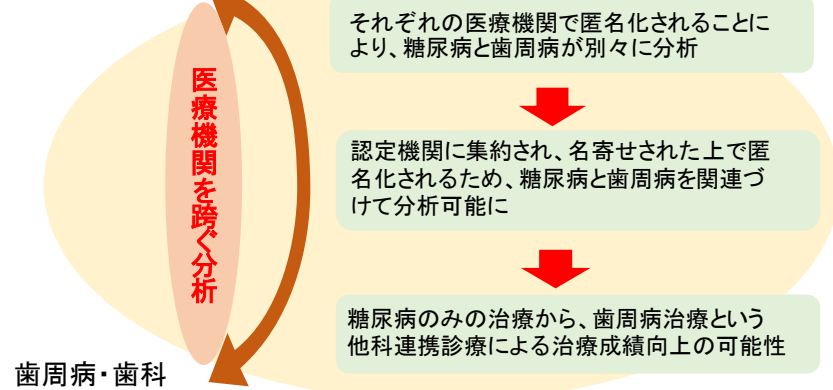 それぞれの医療機関で匿名化されることに
より、糖尿病と歯周病が別々に分析
医療機関を跨ぐ分析
認定機関に集約され、名寄せされた上で匿
名化されるため、糖尿病と歯周病を関連づ
けて分析可能に
糖尿病のみの治療から、歯周病治療という
他科連携診療による治療成績向上の可能性
歯周病・歯科